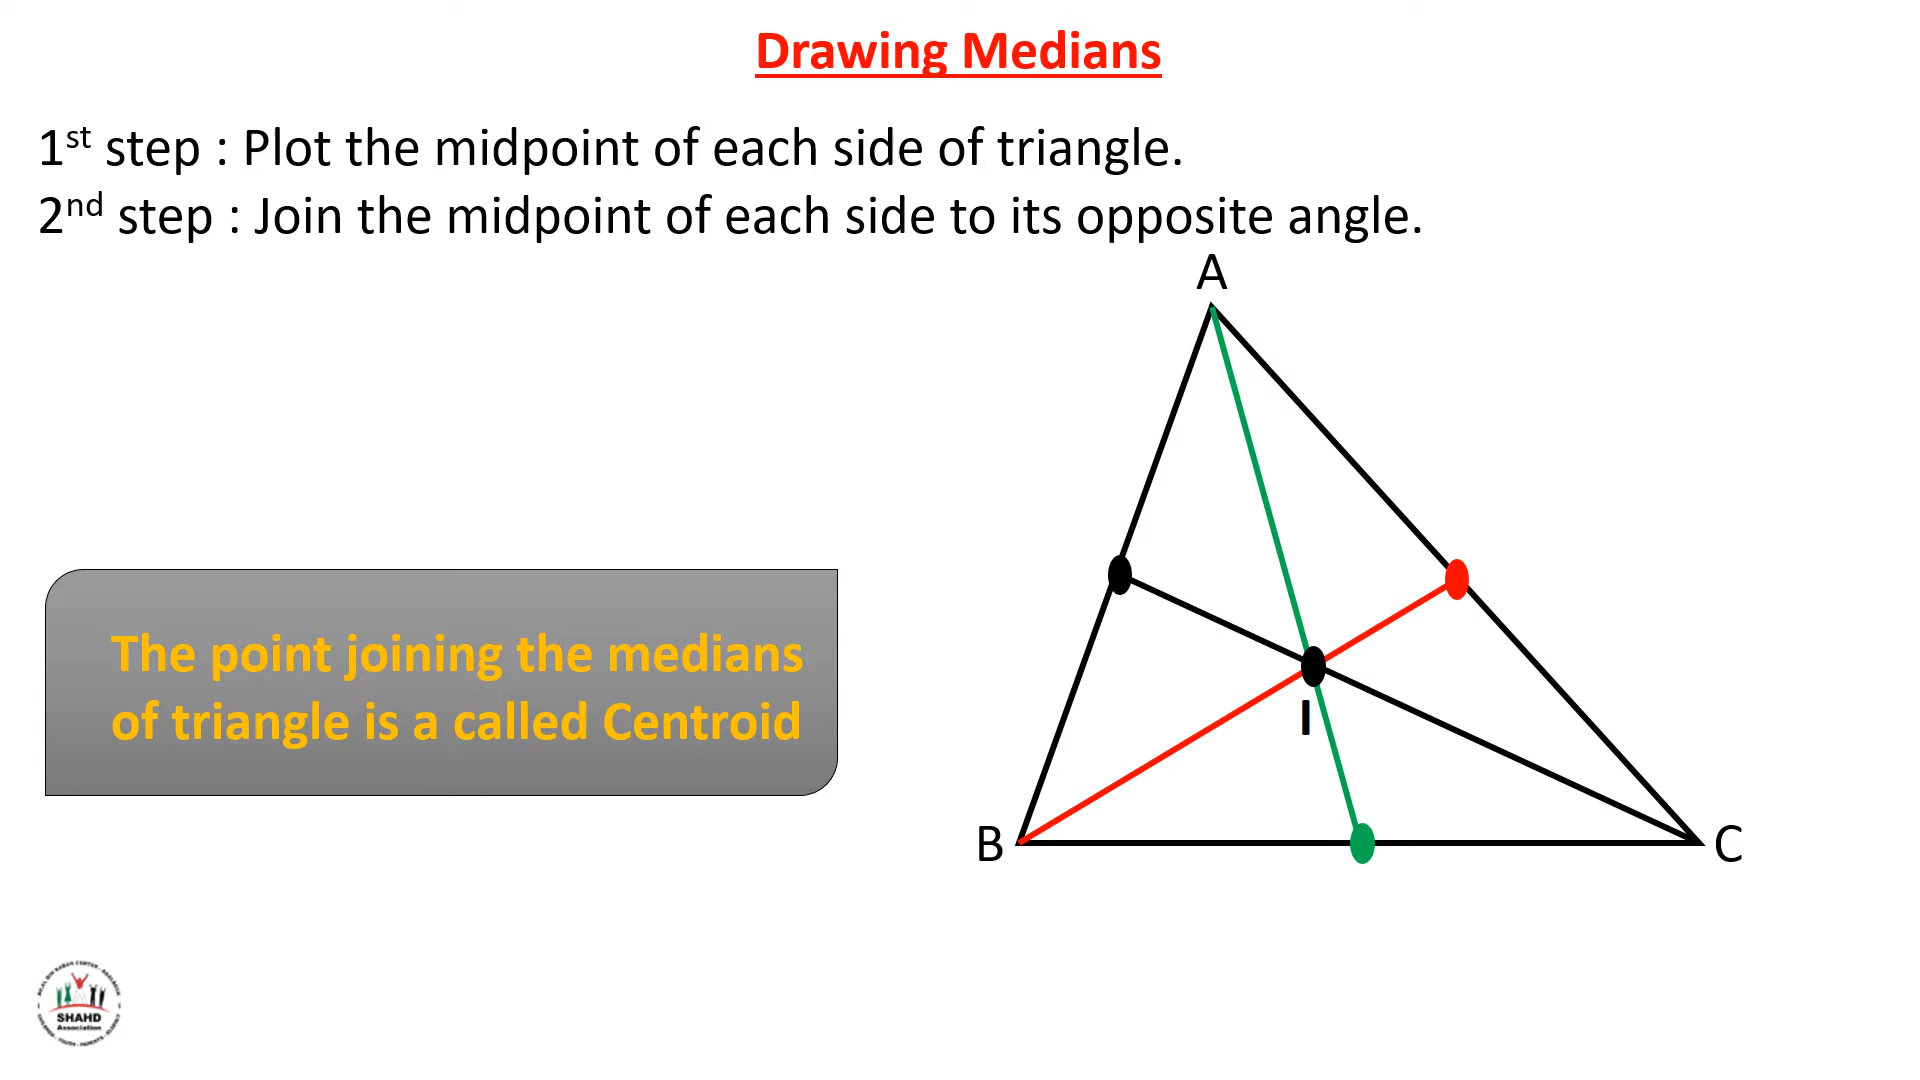 Drawing Medians
1st step : Plot the midpoint of each side of triangle.
2nd step : Join the midpoint of each side to its opposite angle.
A
The point joining the medians
of triangle is a called Centroid
I
B
C
SHAHD
Association